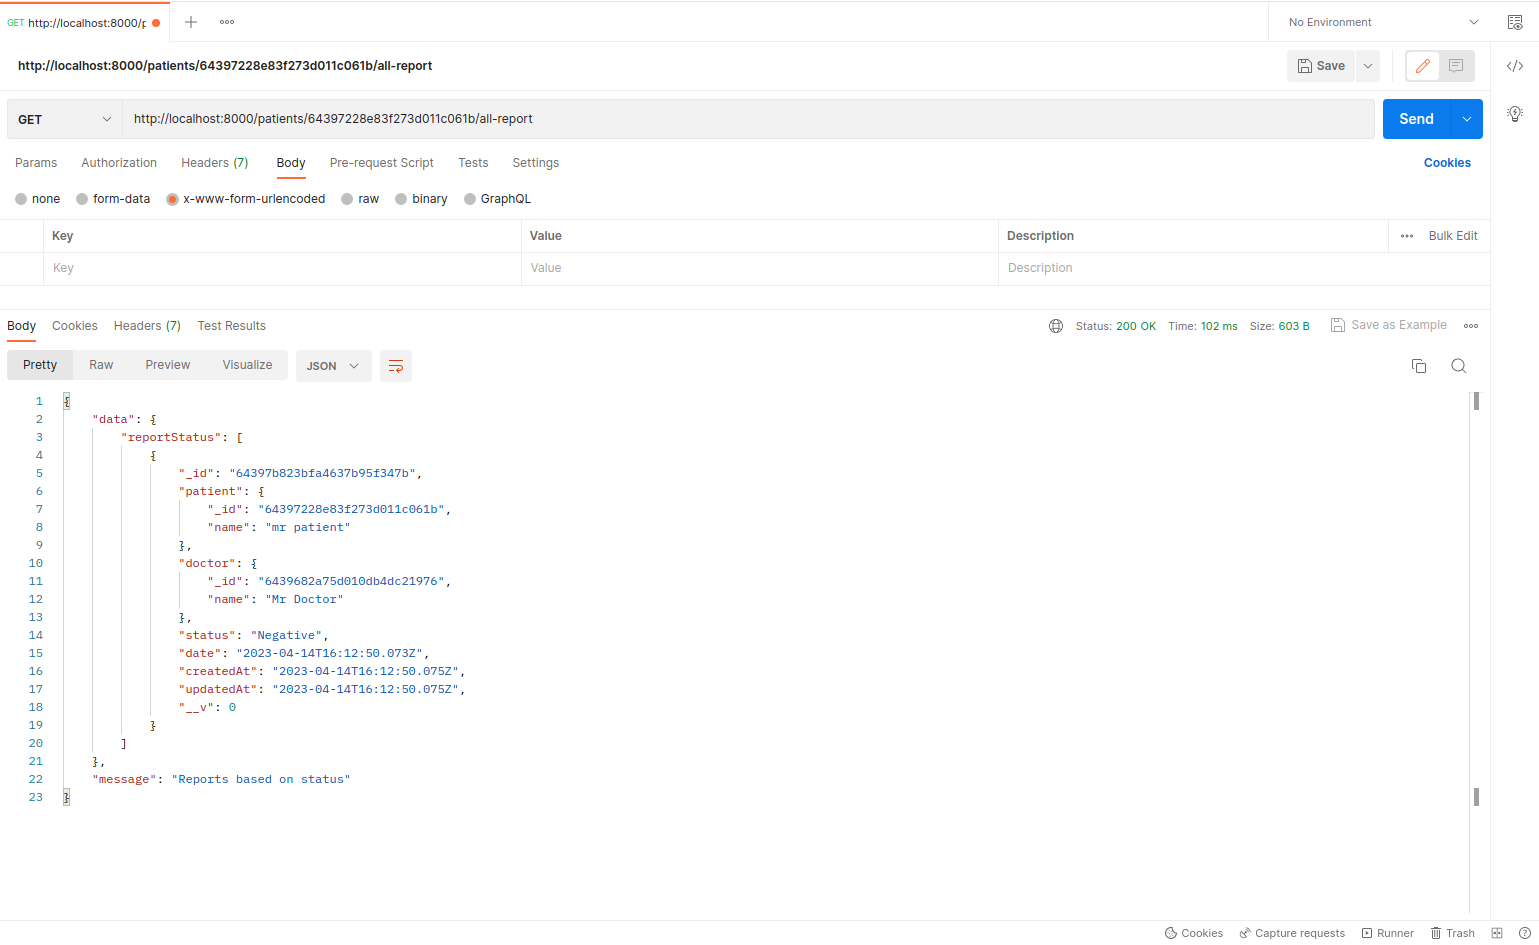 GET http://localhost:8000/p
No Environment
http://localhost:8000/patients/64397228e83f273d011c061b/all-report
Save
GET http://localhost:8000/patients/64397228e83f273d011c061b/all-report
Send
Params Authorization Headers (7) Body Pre-request Script Tests Settings Cookies
none form-data x-www-form-urlencoded raw binary GraphQL
Key Value Description Bulk Edit
Key Value Description
Body Cookies Headers (7) Test Results Status: 200 OK Time: 102 ms Size: 603 B Save as Example
Pretty Raw Preview Visualize JSON
1 {
2 "data": {
3 "reportStatus": [
4 {
5 "_id": "64397b823bfa4637b95f347b",
6 "patient": {
7 "_id": "64397228e83f273d011c061b",
8 "name": "mr patient"
9 },
10 "doctor": {
11 "_id": "6439682a75d010db4dc21976",
12 "name": "Mr Doctor"
13 },
14 "status": "Negative",
15 "date": "2023-04-14T16:12:50.073Z",
16 "createdAt": "2023-04-14T16:12:50.075Z",
17 "updatedAt": "2023-04-14T16:12:50.075Z",
18 "__v": 0
19 }
20 ]
21 },
22 "message": "Reports based on status"
23 }
Cookies Capture requests Runner Trash